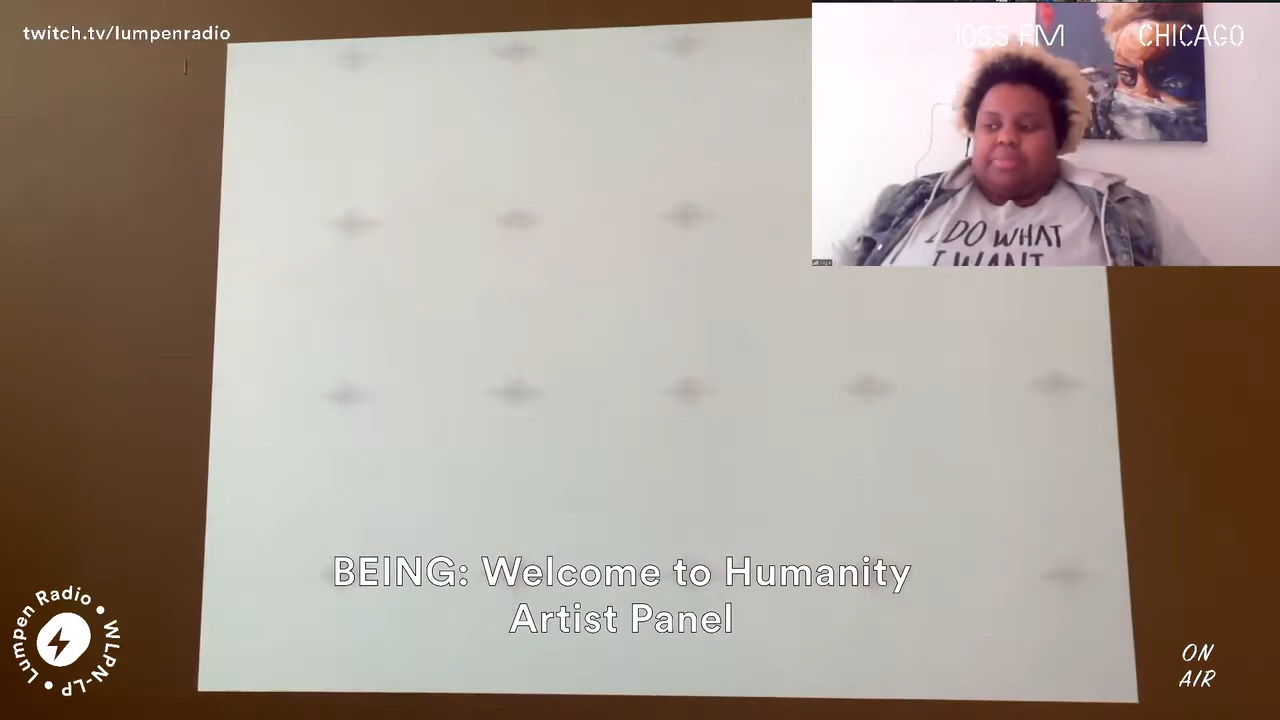 twitch.tv/lumpenradio
105.5 FM CHICAGO
I DO WHAT
I WANT
BEING: Welcome to Humanity
Artist Panel
Lumpen Radio • WLPN-LP •
ON
AIR